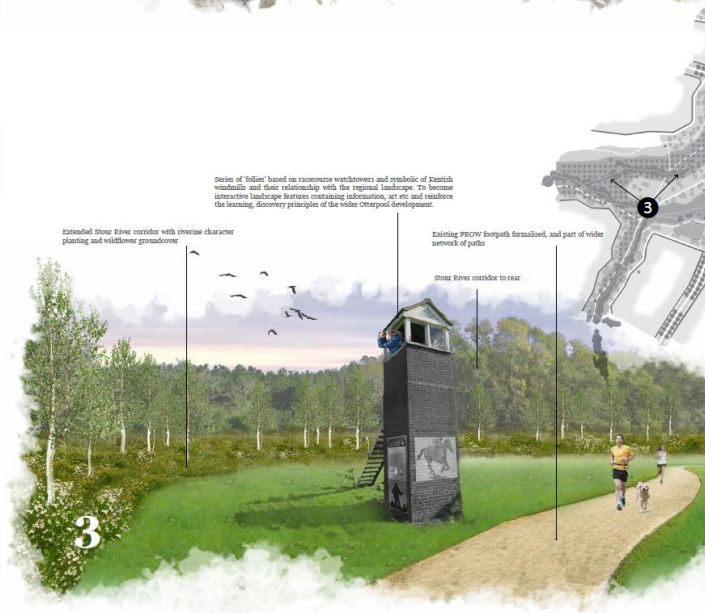 Series of 'follies' based on racecourse watchtowers and symbolic of Kentish
windmills and their relationship with the regional landscape. To become
interactive landscape features containing information, art etc and reinforce
the learning, discovery principles of the wider Otterpool development.
Extended Stour River corridor with riverine character
planting and wildflower groundcover
Existing PROW footpath formalised, and part of wider
network of paths
Stour River corridor to rear
3
3